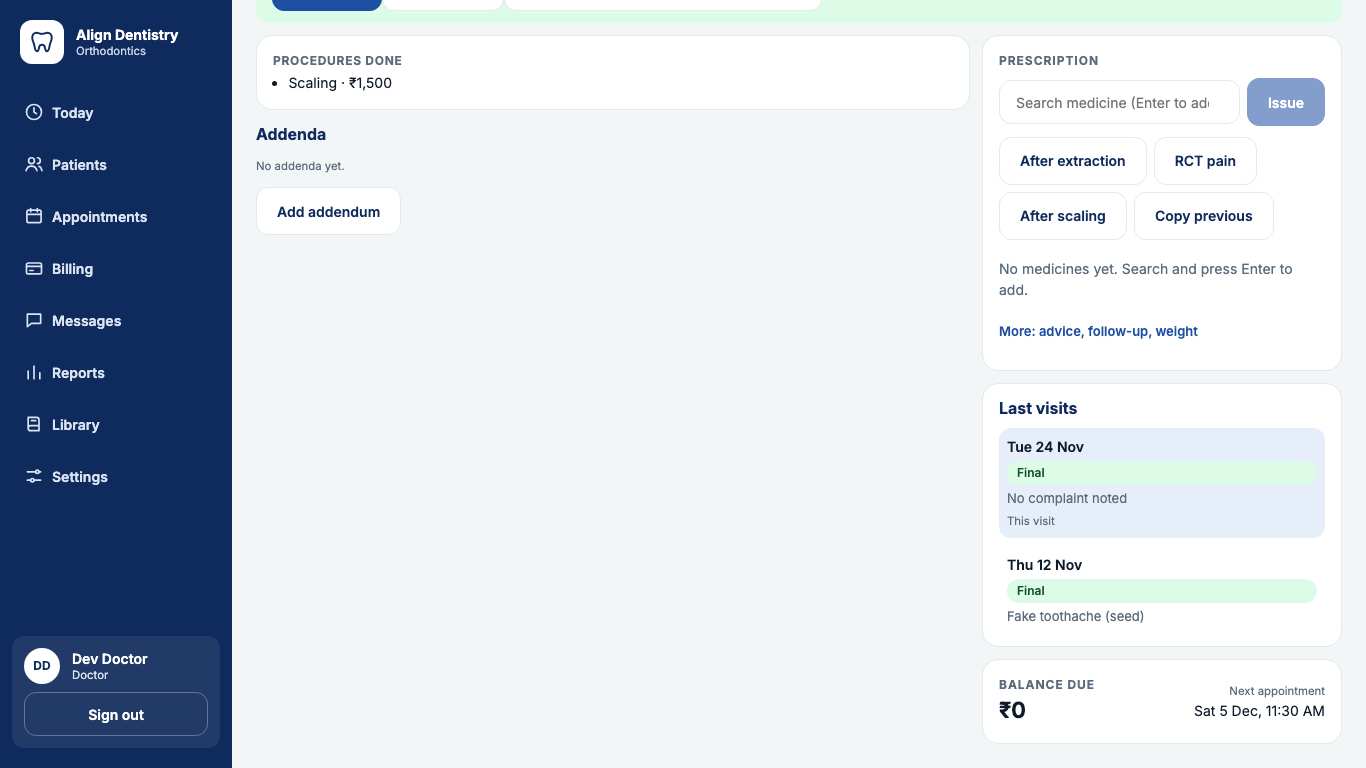 Align Dentistry
Orthodontics
Today
Patients
Appointments
Billing
Messages
Reports
Library
Settings
DD
Dev Doctor
Doctor
Sign out
PROCEDURES DONE
• Scaling · ₹1,500
Addenda
No addenda yet.
Add addendum
PRESCRIPTION
Search medicine (Enter to ad
Issue
After extraction
RCT pain
After scaling
Copy previous
No medicines yet. Search and press Enter to
add.
More: advice, follow-up, weight
Last visits
Tue 24 Nov
Final
No complaint noted
This visit
Thu 12 Nov
Final
Fake toothache (seed)
BALANCE DUE
₹0
Next appointment
Sat 5 Dec, 11:30 AM